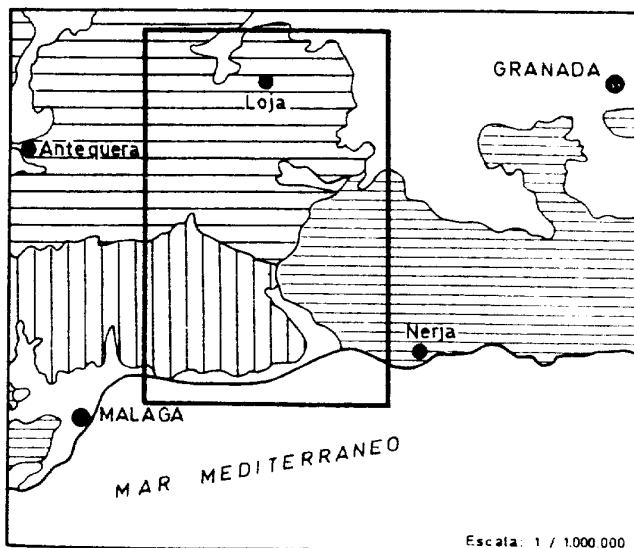 GRANADA
Loja
Antequera
Nerja
MALAGA
MAR MEDITERRANEO
Escala: 1 / 1.000.000